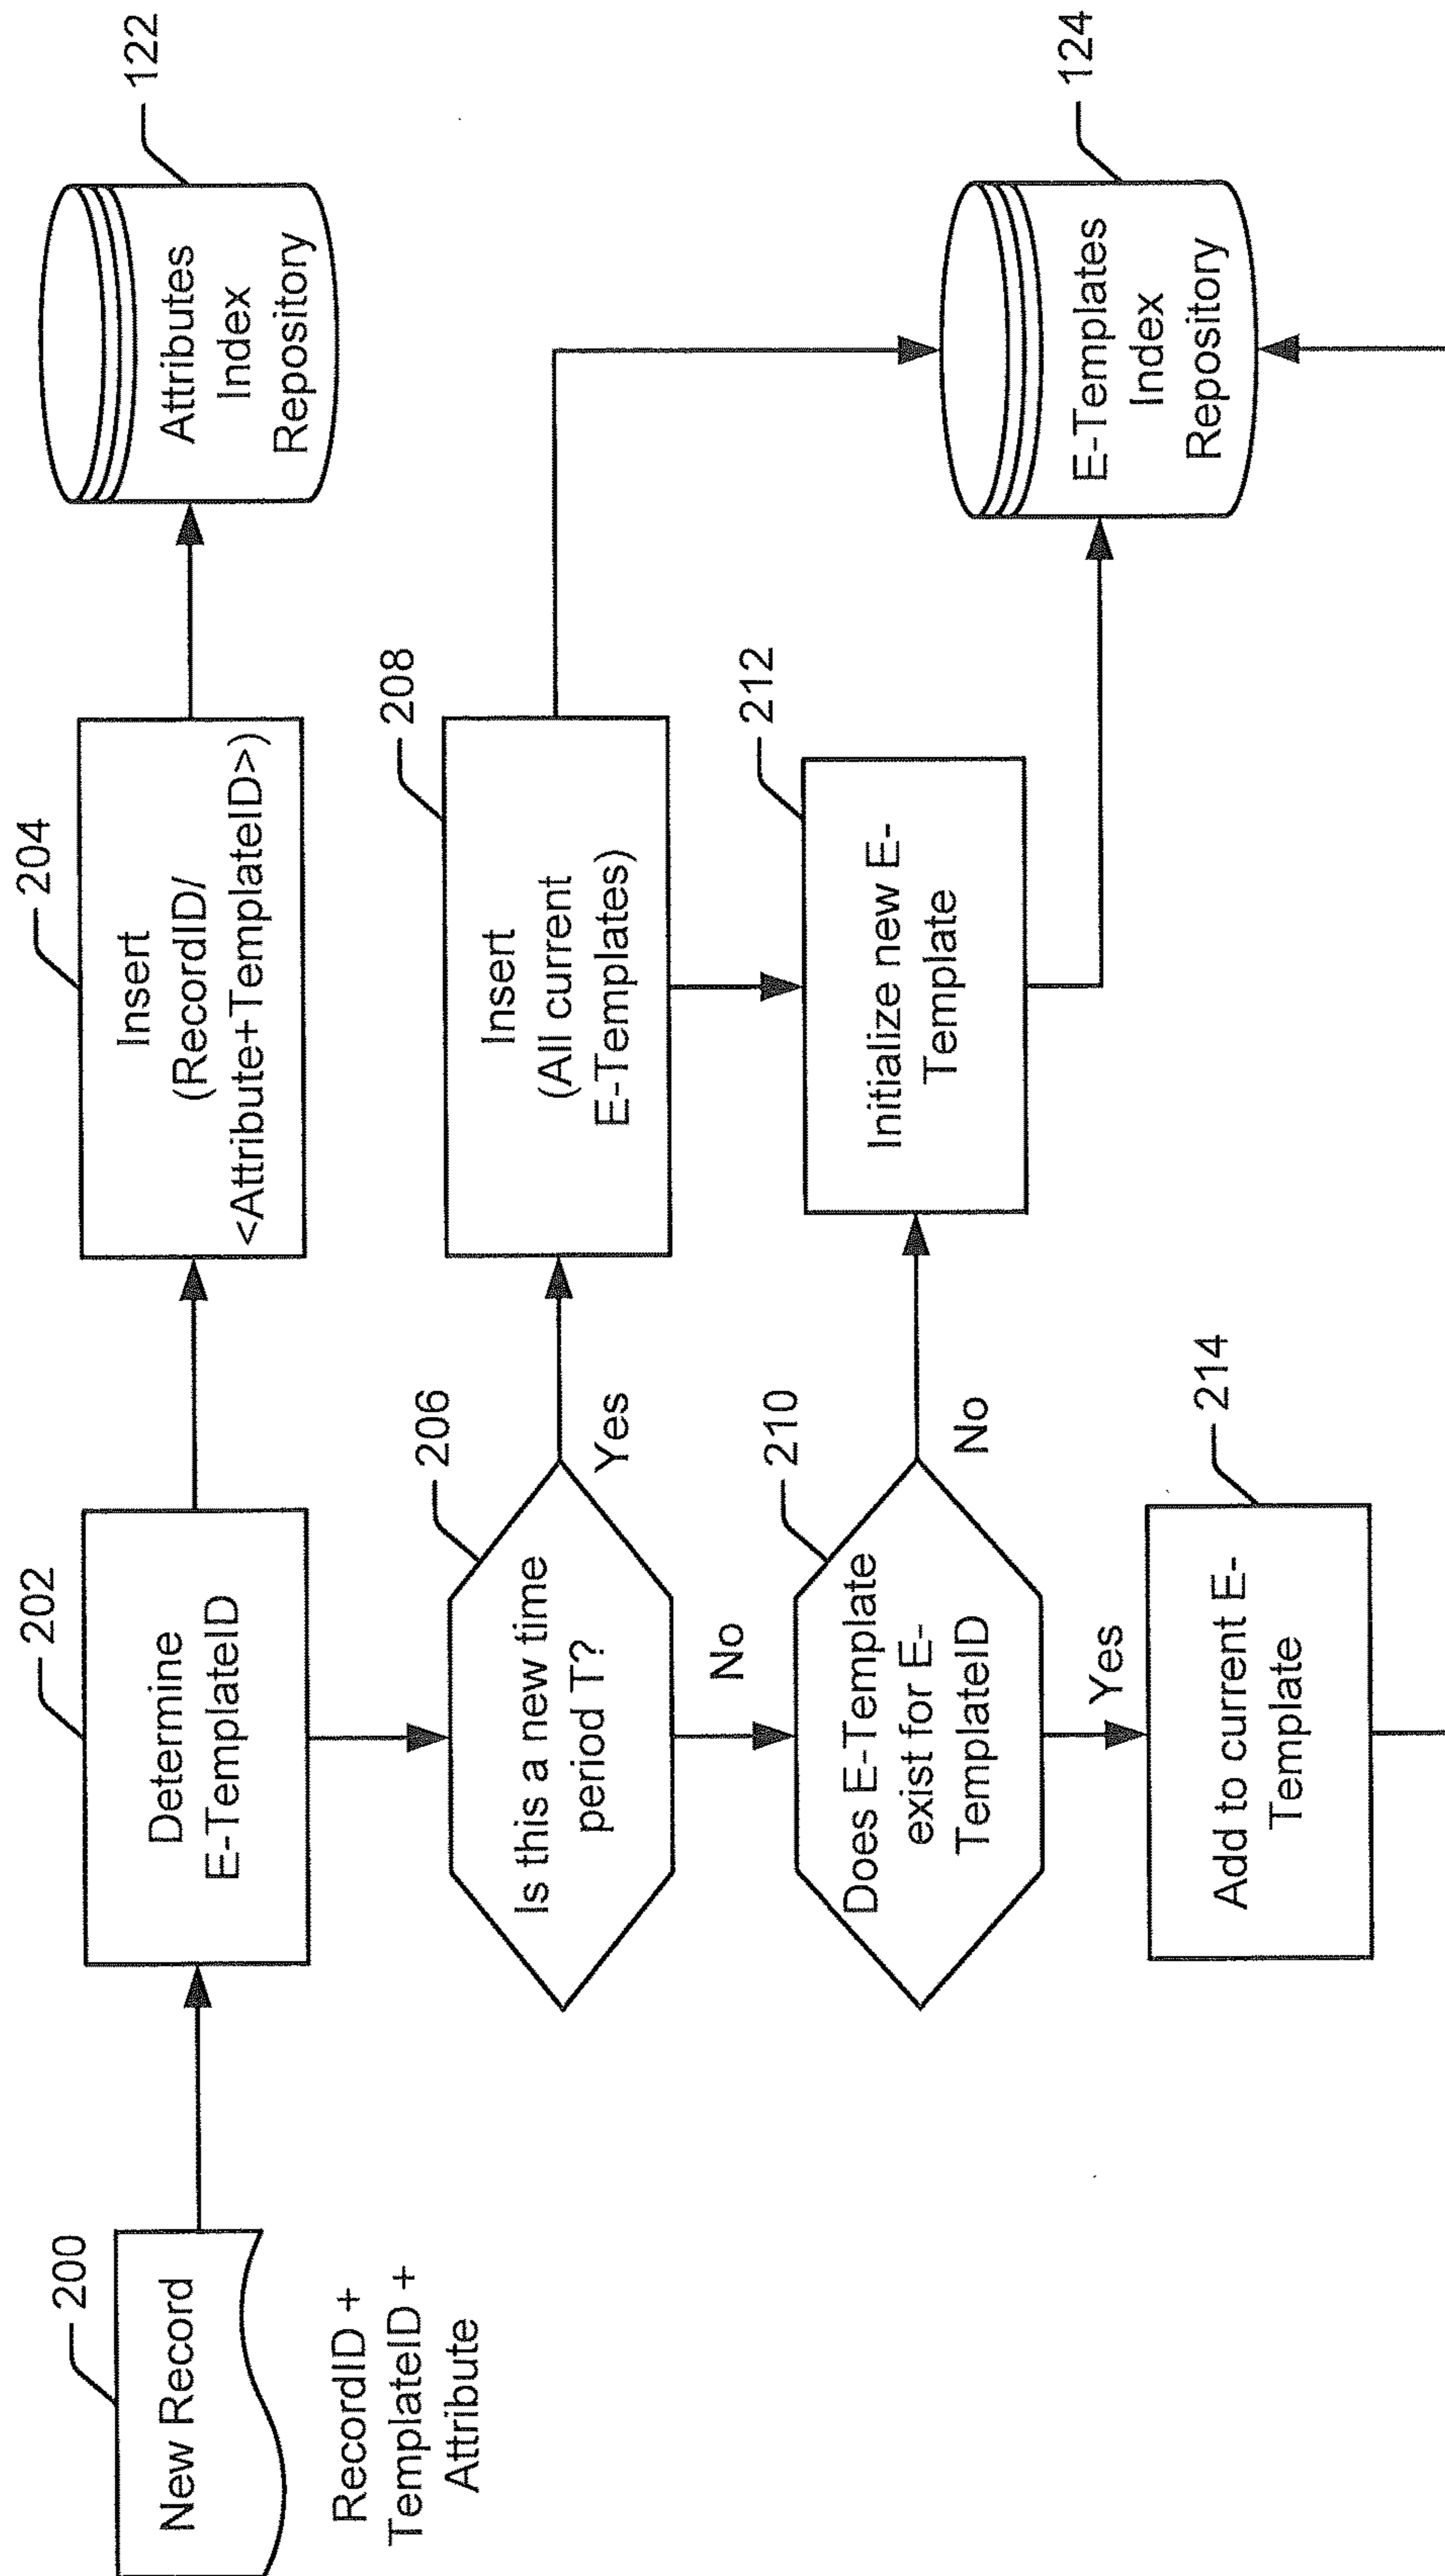 200
New Record
RecordID +
TemplateID +
Attribute
202
Determine
E-TemplateID
204
Insert
(RecordID/
<Attribute+TemplateID>)
122
Attributes
Index
Repository
206
Is this a new time
period T?
Yes
No
208
Insert
(All current
E-Templates)
210
Does E-Template
exist for E-
TemplateID
No
Yes
212
Initialize new E-
Template
124
E-Templates
Index
Repository
214
Add to current E-
Template